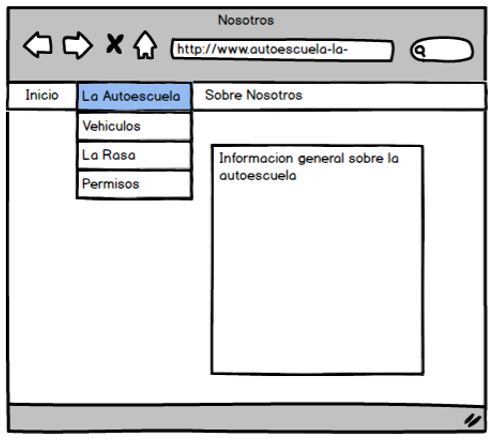 Nosotros
http://www.autoescuela-la-
Inicio
La Autoescuela
Sobre Nosotros
Vehiculos
La Rasa
Permisos
Informacion general sobre la
autoescuela